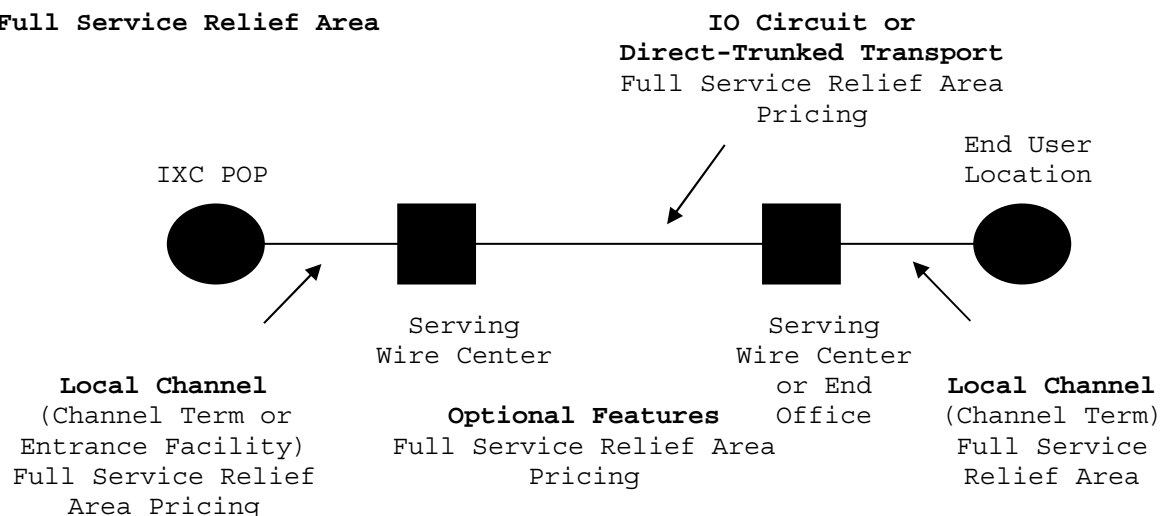 Full Service Relief Area
IO Circuit or
Direct-Trunked Transport
Full Service Relief Area
Pricing
IXC POP
End User
Location
Serving
Wire Center
Serving
Wire Center
or End
Office
Local Channel
(Channel Term or
Entrance Facility)
Full Service Relief
Area Pricing
Optional Features
Full Service Relief Area
Pricing
Local Channel
(Channel Term)
Full Service
Relief Area